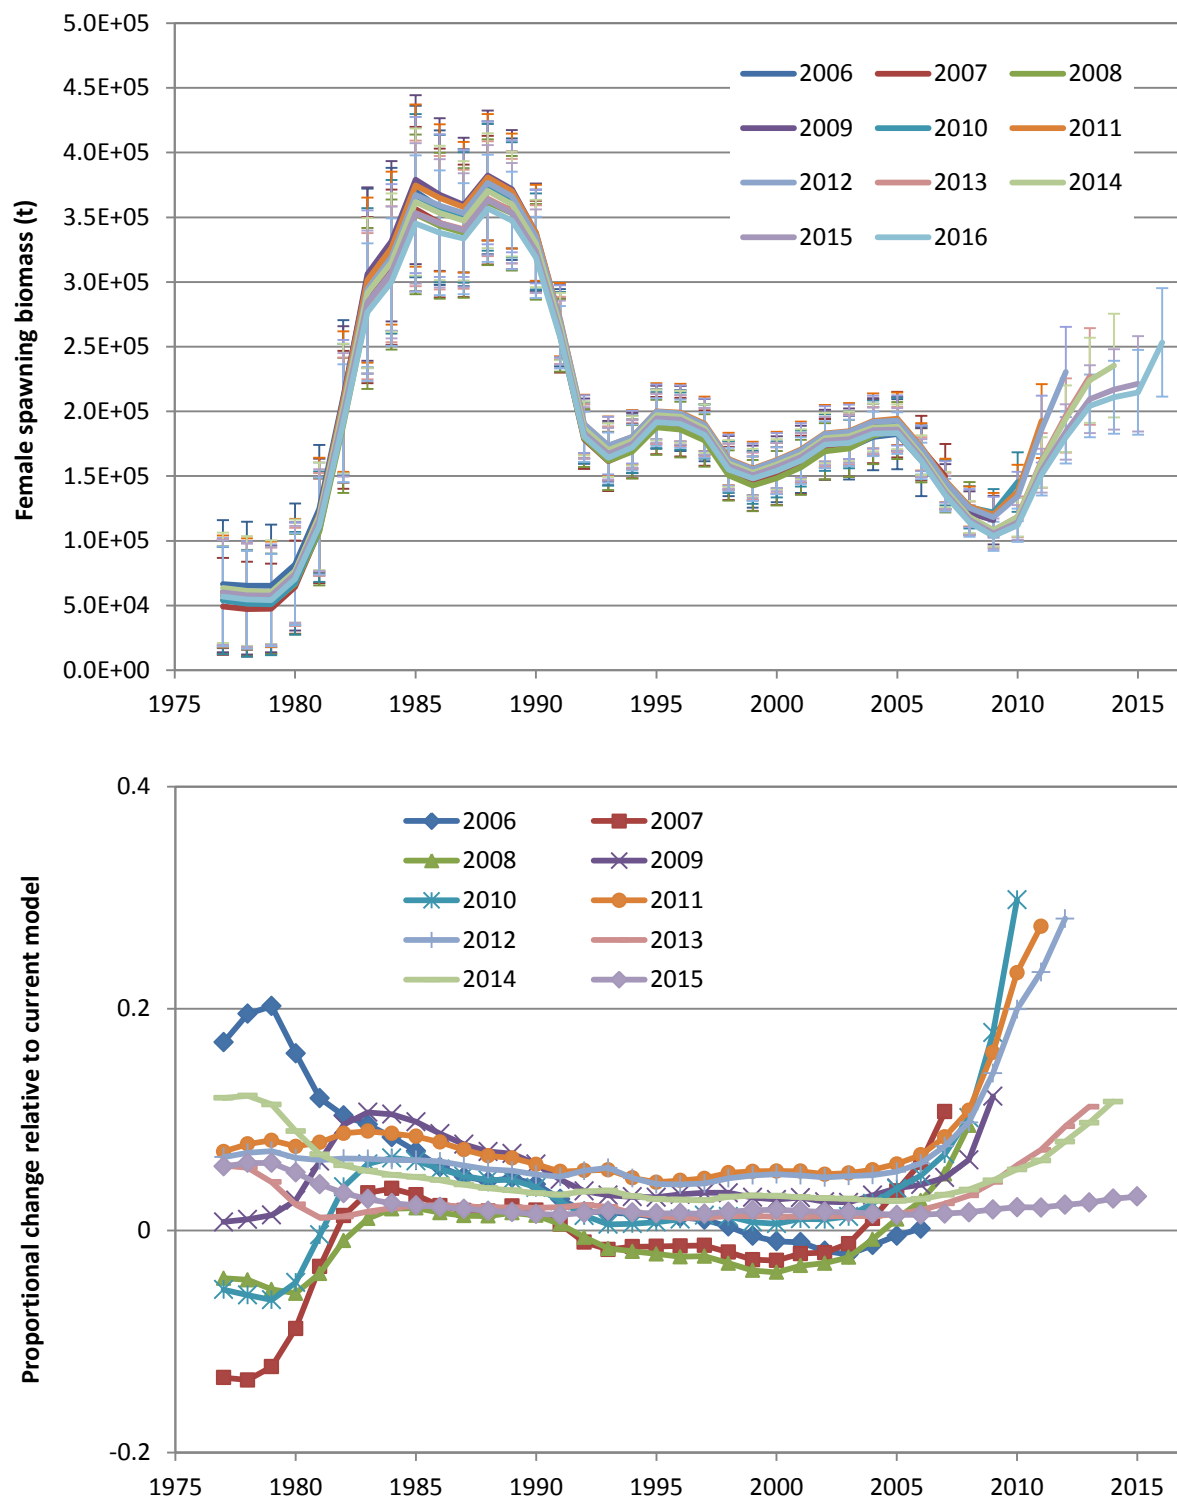 5.0E+05
4.5E+05
4.0E+05
3.5E+05
3.0E+05
2.5E+05
2.0E+05
1.5E+05
1.0E+05
5.0E+04
0.0E+00
Female spawning biomass (t)
2006 2007 2008
2009 2010 2011
2012 2013 2014
2015 2016
1975 1980 1985 1990 1995 2000 2005 2010 2015
0.4
0.2
0
-0.2
Proportional change relative to current model
2006 2007
2008 2009
2010 2011
2012 2013
2014 2015
1975 1980 1985 1990 1995 2000 2005 2010 2015